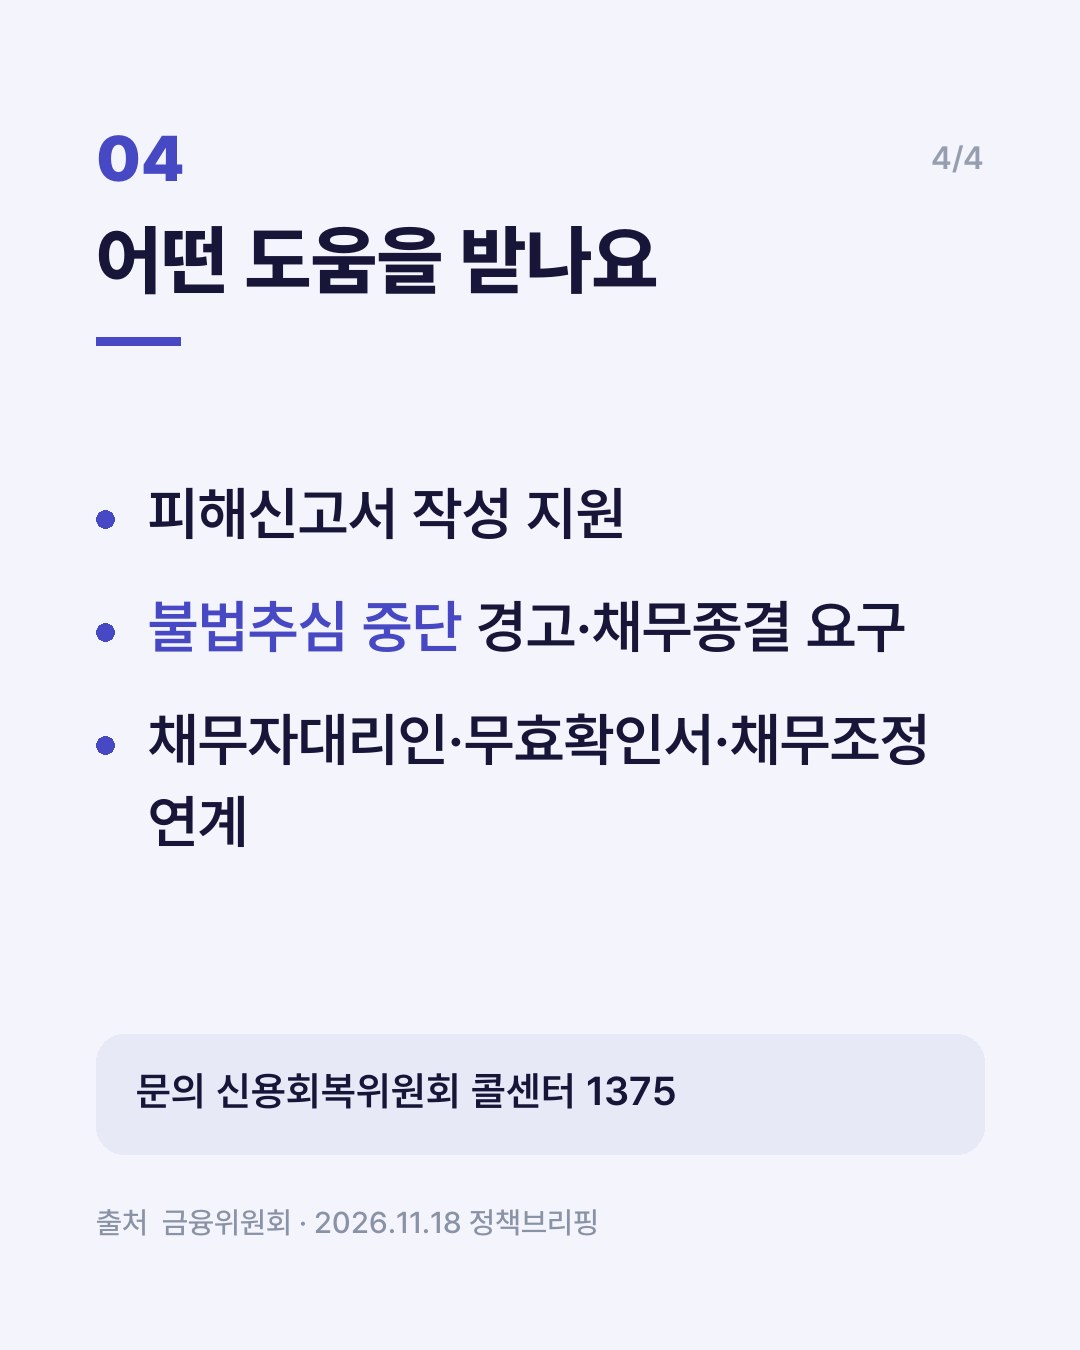 04
4/4
어떤 도움을 받나요
피해신고서 작성 지원
불법추심 중단 경고·채무종결 요구
채무자대리인·무효확인서·채무조정
연계
문의 신용회복위원회 콜센터 1375
출처 금융위원회 · 2026.11.18 정책브리핑